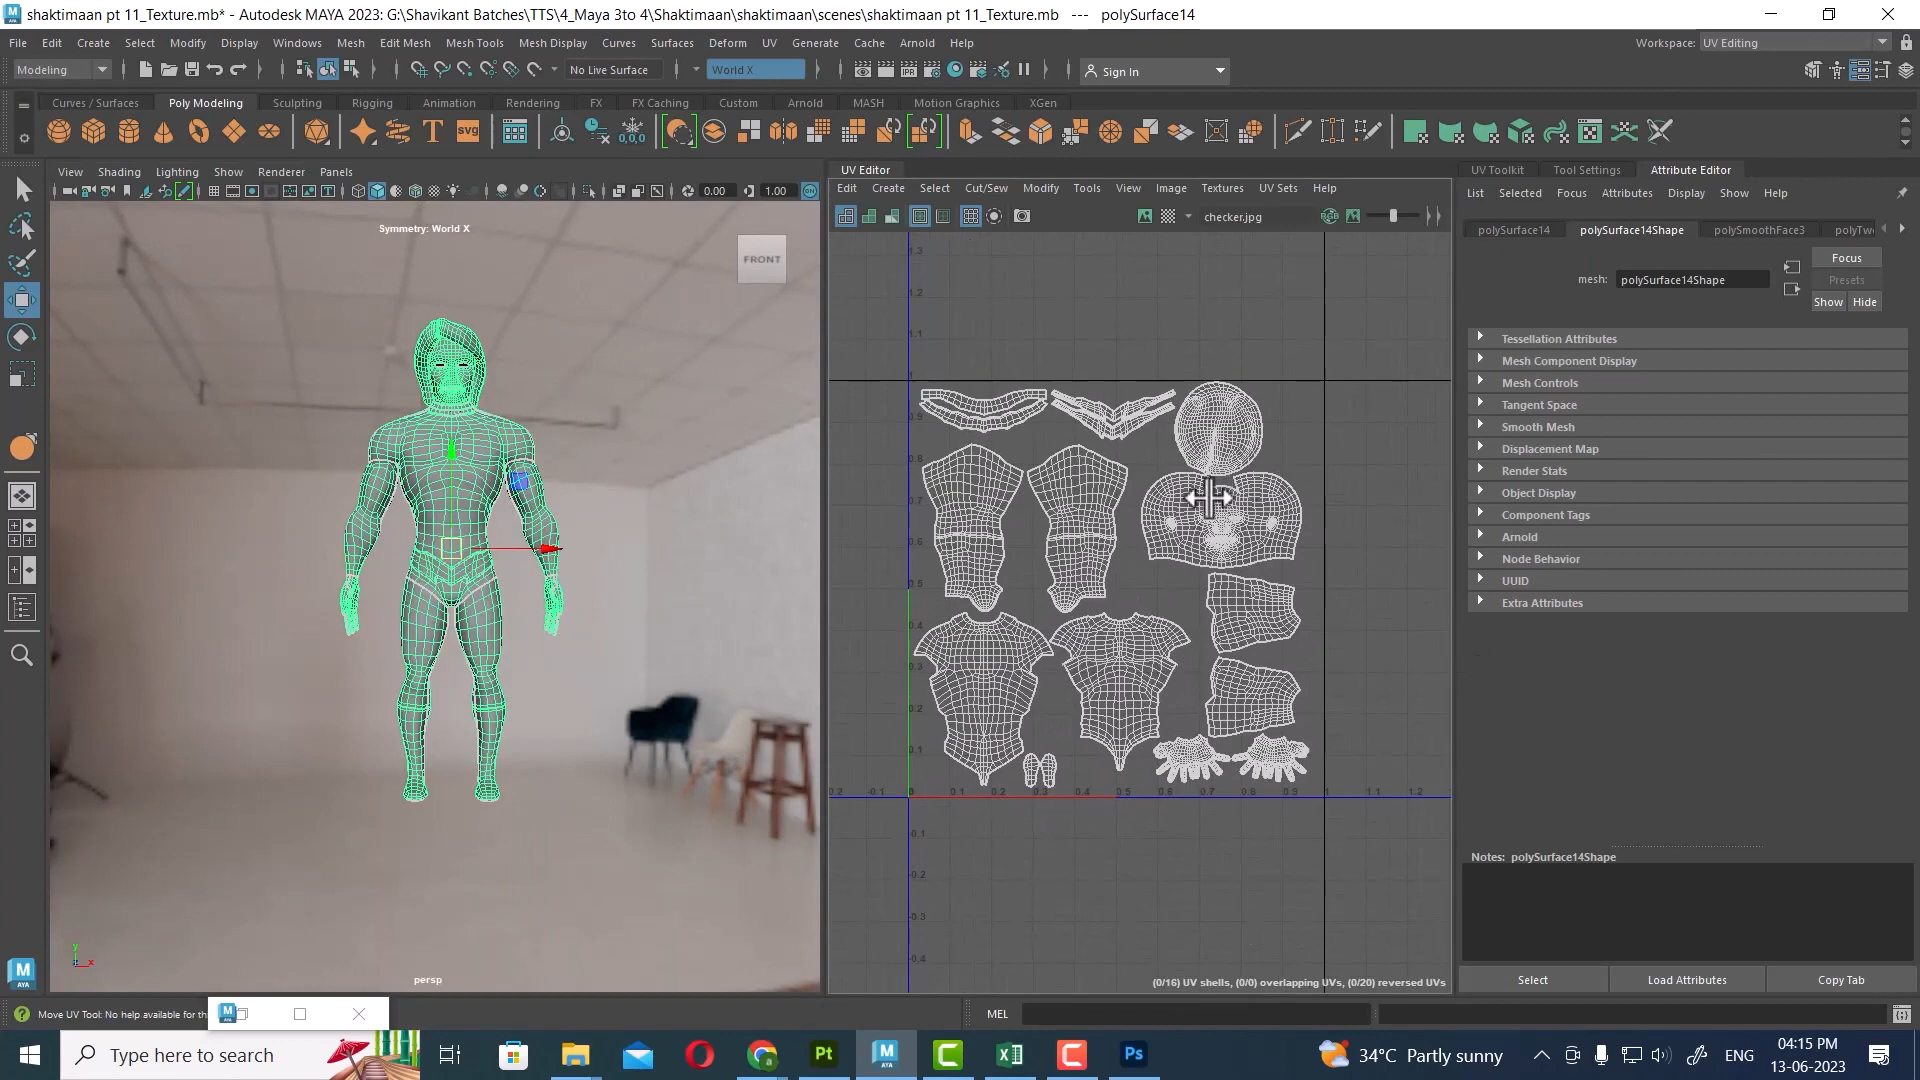 shaktimaan pt 11_Texture.mb* - Autodesk MAYA 2023: G:\Shavikant Batches\TTS\4_Maya 3to 4\Shaktimaan\shaktimaan\scenes\shaktimaan pt 11_Texture.mb --- polySurface14
File Edit Create Select Modify Display Windows Mesh Edit Mesh Mesh Tools Mesh Display Curves Surfaces Deform UV Generate Cache Arnold Help Workspace: UV Editing
Modeling No Live Surface World X Sign In
Curves / Surfaces Poly Modeling Sculpting Rigging Animation Rendering FX FX Caching Custom Arnold MASH Motion Graphics XGen
View Shading Lighting Show Renderer Panels
0.00 1.00
Symmetry: World X
FRONT
persp
UV Editor
Edit Create Select Cut/Sew Modify Tools View Image Textures UV Sets Help
checker.jpg
(0/16) UV shells, (0/0) overlapping UVs, (0/20) reversed UVs
UV Toolkit Tool Settings Attribute Editor
List Selected Focus Attributes Display Show Help
polySurface14 polySurface14Shape polySmoothFace3 polyTw
mesh: polySurface14Shape
Focus
Presets
Show Hide
Tessellation Attributes
Mesh Component Display
Mesh Controls
Tangent Space
Smooth Mesh
Displacement Map
Render Stats
Object Display
Component Tags
Arnold
Node Behavior
UUID
Extra Attributes
Notes: polySurface14Shape
Select Load Attributes Copy Tab
Move UV Tool: No help available for th
MEL
Type here to search
34°C Partly sunny
ENG
04:15 PM
13-06-2023